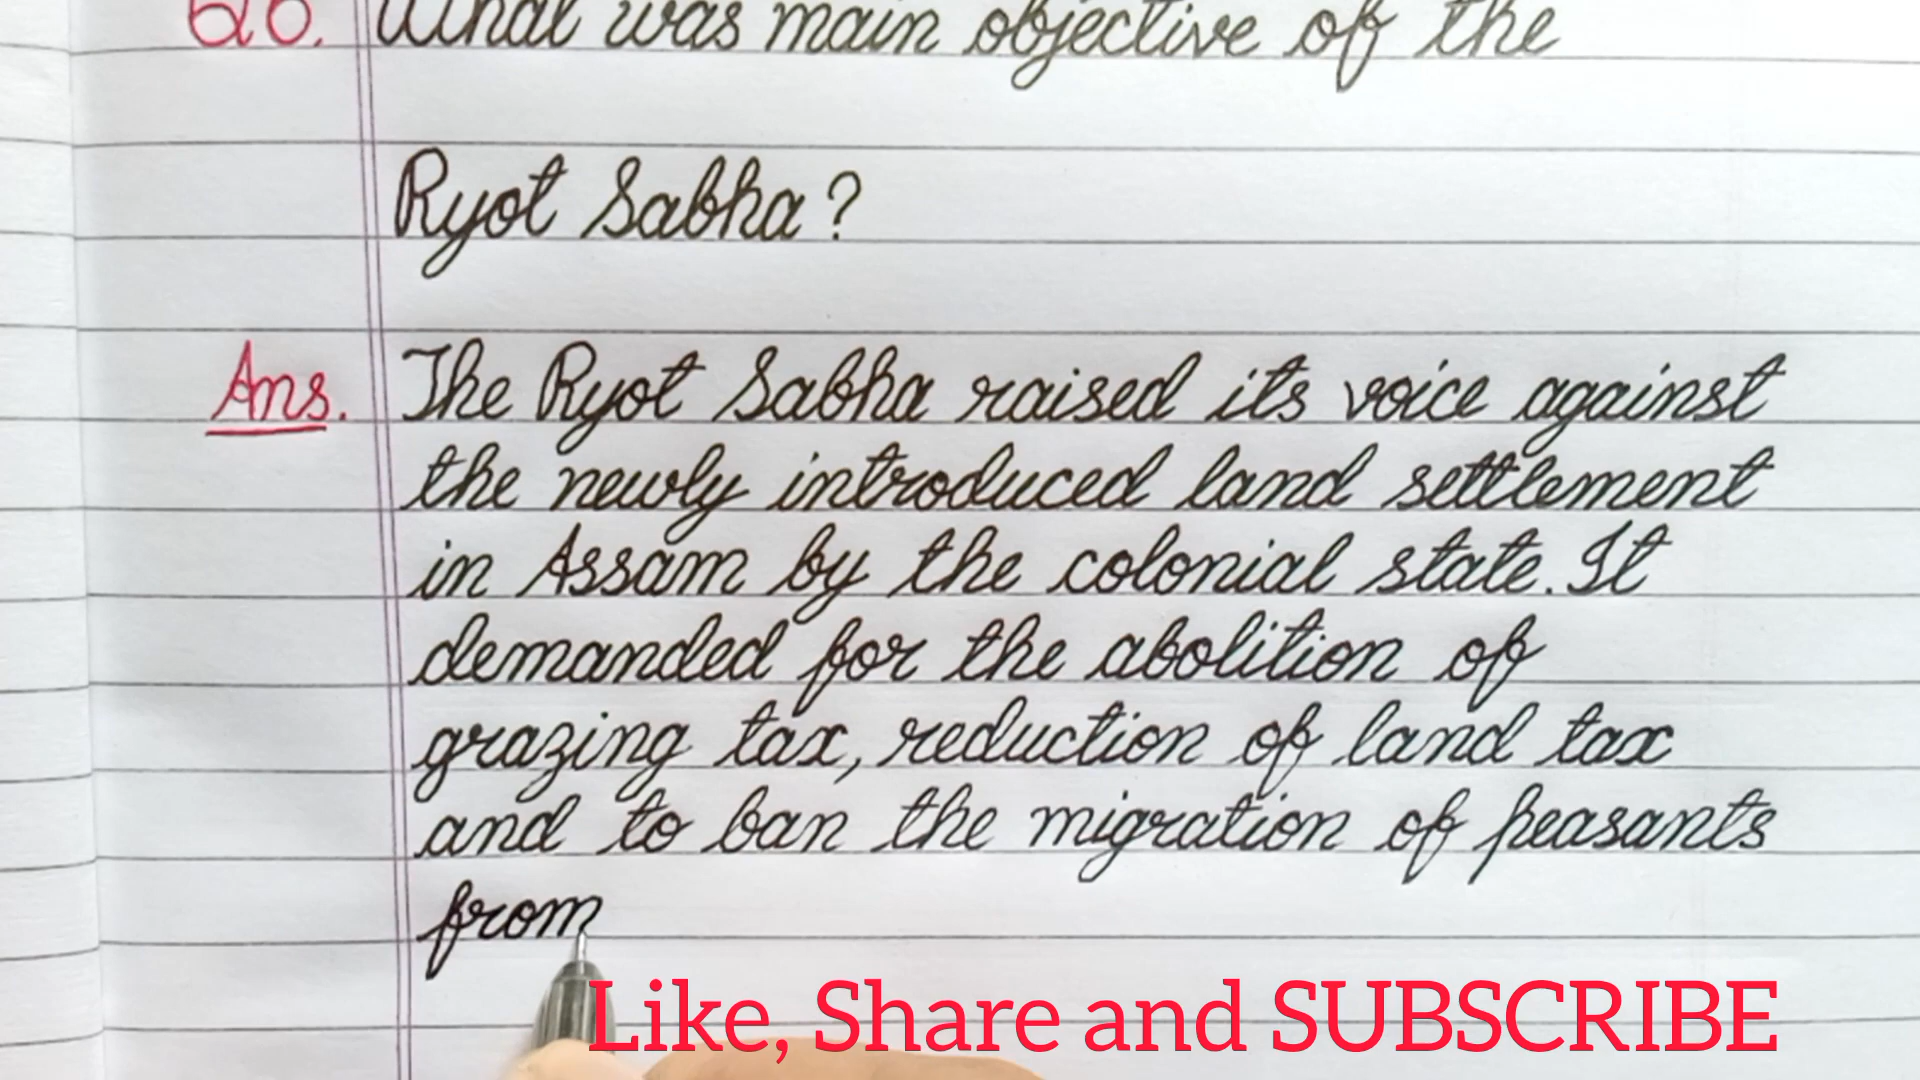 Q6. What was main objective of the
Ryot Sabha?
Ans. The Ryot Sabha raised its voice against
the newly introduced land settlement
in Assam by the colonial state. It
demanded for the abolition of
grazing tax, reduction of land tax
and to ban the migration of peasants
from
Like, Share and SUBSCRIBE